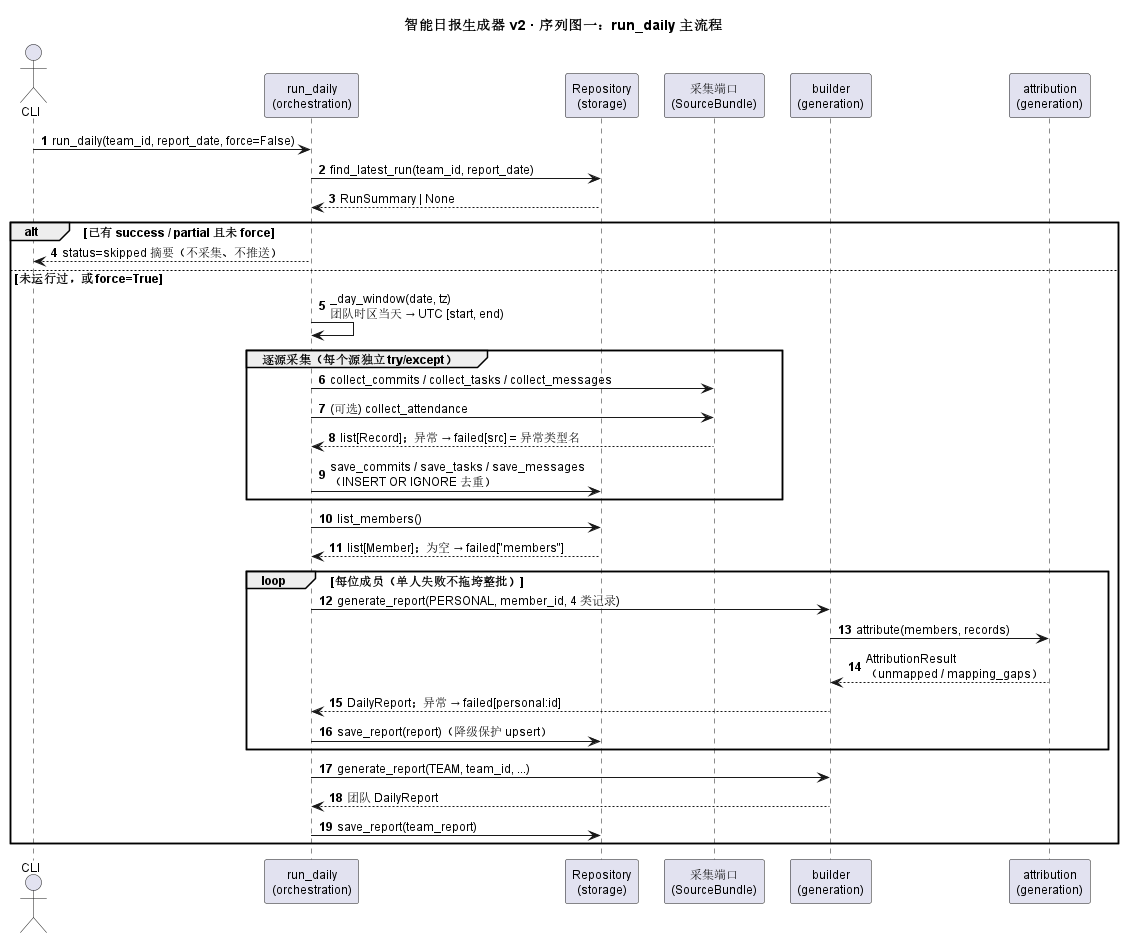 智能日报生成器 v2 · 序列图一：run_daily 主流程
CLI
run_daily
(orchestration)
Repository
(storage)
采集端口
(SourceBundle)
builder
(generation)
attribution
(generation)
1 run_daily(team_id, report_date, force=False)
2 find_latest_run(team_id, report_date)
3 RunSummary | None
alt [已有 success / partial 且未 force]
4 status=skipped 摘要（不采集、不推送）
[未运行过，或 force=True]
5 _day_window(date, tz)
团队时区当天 → UTC [start, end)
逐源采集（每个源独立 try/except）
6 collect_commits / collect_tasks / collect_messages
7 (可选) collect_attendance
8 list[Record]；异常 → failed[src] = 异常类型名
9 save_commits / save_tasks / save_messages
（INSERT OR IGNORE 去重）
10 list_members()
11 list[Member]；为空 → failed["members"]
loop [每位成员（单人失败不拖垮整批）]
12 generate_report(PERSONAL, member_id, 4 类记录)
13 attribute(members, records)
14 AttributionResult
（unmapped / mapping_gaps）
15 DailyReport；异常 → failed[personal:id]
16 save_report(report)（降级保护 upsert）
17 generate_report(TEAM, team_id, ...)
18 团队 DailyReport
19 save_report(team_report)
CLI
run_daily
(orchestration)
Repository
(storage)
采集端口
(SourceBundle)
builder
(generation)
attribution
(generation)